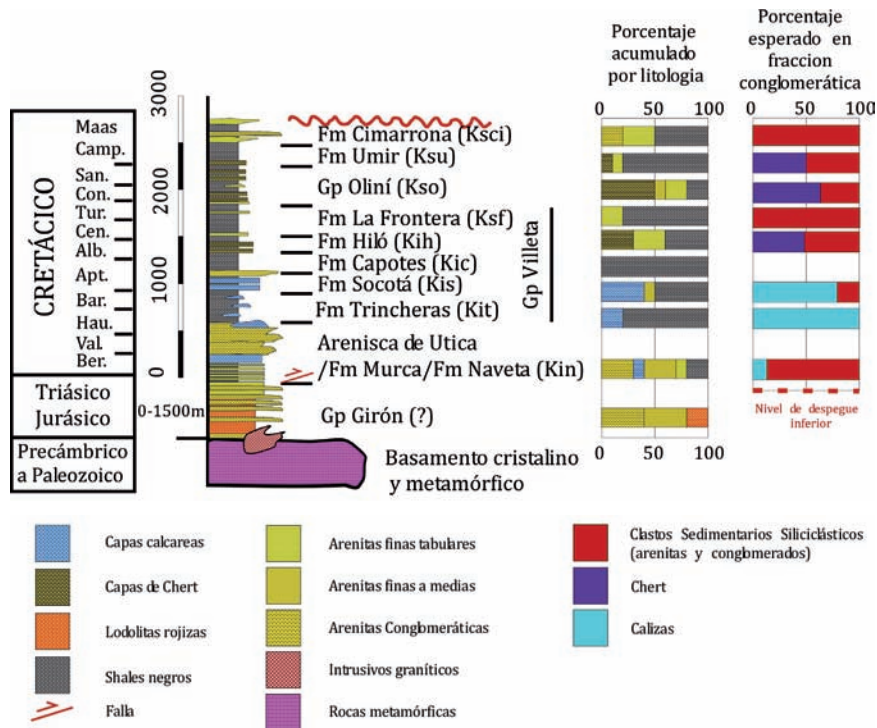 Porcentaje
acumulado
por litologia
Porcentaje
esperado en
fraccion
conglomerática
0 50 100
0 50 100
3000
2000
1000
0
0-1500m
CRETÁCICO
Maas
Camp.
San.
Con.
Tur.
Cen.
Alb.
Apt.
Bar.
Hau.
Val.
Ber.
Triásico
Jurásico
Precámbrico
a Paleozoico
Fm Cimarrona (Ksci)
Fm Umir (Ksu)
Gp Oliní (Kso)
Fm La Frontera (Ksf)
Fm Hiló (Kih)
Fm Capotes (Kic)
Fm Socotá (Kis)
Fm Trincheras (Kit)
Gp Villeta
Arenisca de Utica
/Fm Murca/Fm Naveta (Kin)
Gp Girón (?)
Basamento cristalino
y metamórfico
Nivel de despegue
inferior
0 50 100
0 50 100
Capas calcareas
Capas de Chert
Lodolitas rojizas
Shales negros
Falla
Arenitas finas tabulares
Arenitas finas a medias
Arenitas Conglomeráticas
Intrusivos graníticos
Rocas metamórficas
Clastos Sedimentarios Siliciclásticos
(arenitas y conglomerados)
Chert
Calizas